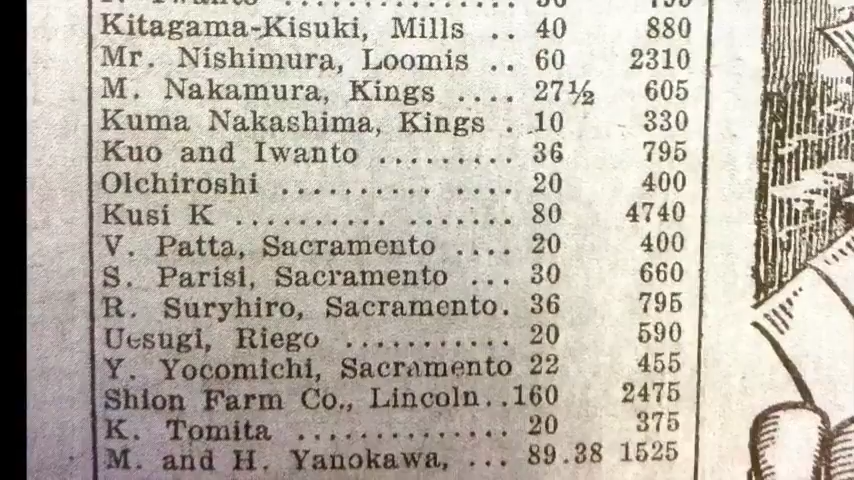 Kitagama-Kisuki, Mills .. 40 880
Mr. Nishimura, Loomis .. 60 2310
M. Nakamura, Kings .... 27½ 605
Kuma Nakashima, Kings . 10 330
Kuo and Iwanto ......... 36 795
Olchiroshi .......... .... 20 400
Kusi K .......... ....... 80 4740
V. Patta, Sacramento .... 20 400
S. Parisi, Sacramento ... 30 660
R. Suryhiro, Sacramento. 36 795
Uesugi, Riego ........... 20 590
Y. Yocomichi, Sacramento 22 455
Shion Farm Co., Lincoln..160 2475
K. Tomita .............. 20 375
M. and H. Yanokawa, ... 89.38 1525